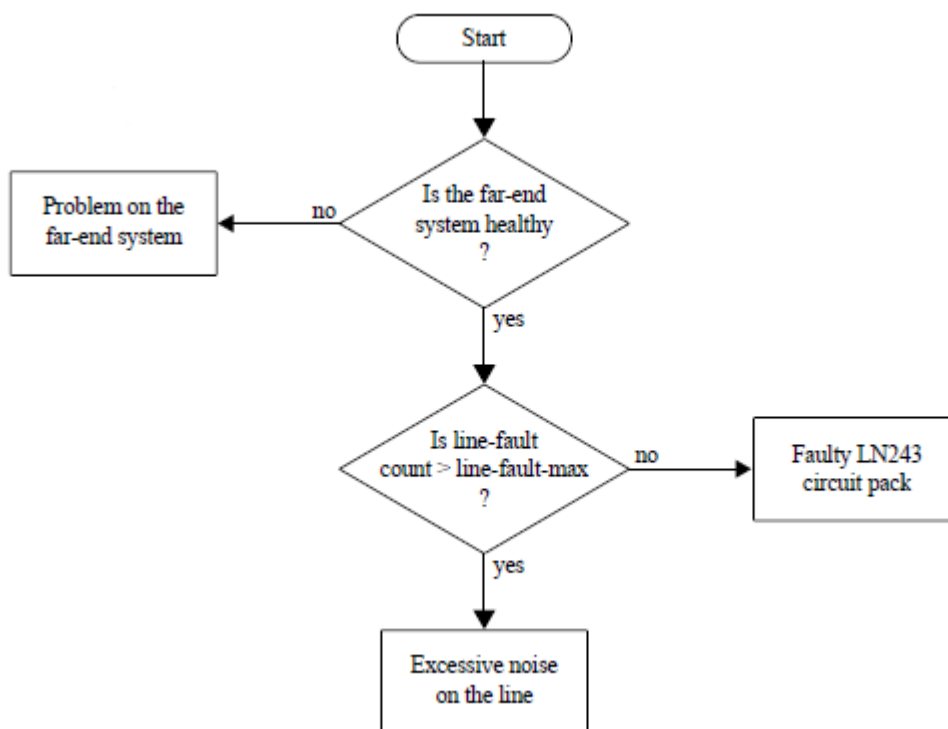 Start
Is the far-end
system healthy
?
no
Problem on the
far-end system
yes
Is line-fault
count > line-fault-max
?
no
Faulty LN243
circuit pack
yes
Excessive noise
on the line